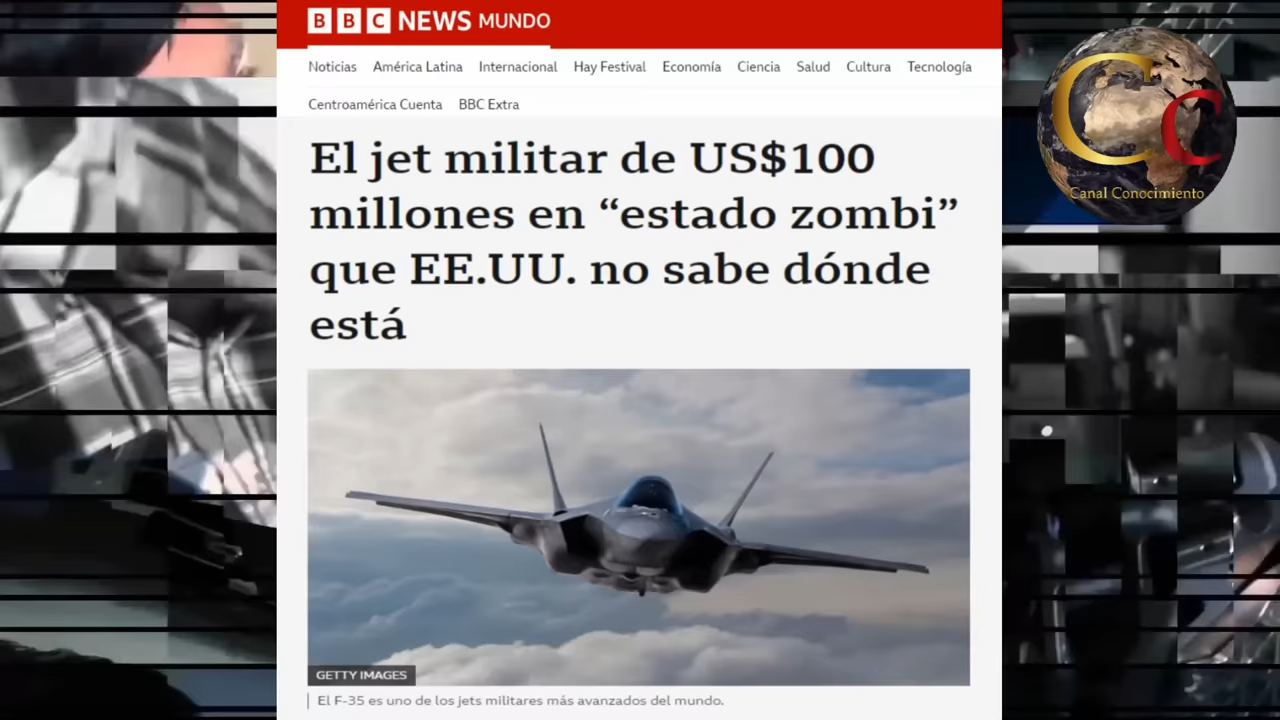 BBC NEWS MUNDO
Noticias América Latina Internacional Hay Festival Economía Ciencia Salud Cultura Tecnología
Centroamérica Cuenta BBC Extra
El jet militar de US$100
millones en “estado zombi”
que EE.UU. no sabe dónde
está
GETTY IMAGES
El F-35 es uno de los jets militares más avanzados del mundo.
CC
Canal Conocimiento